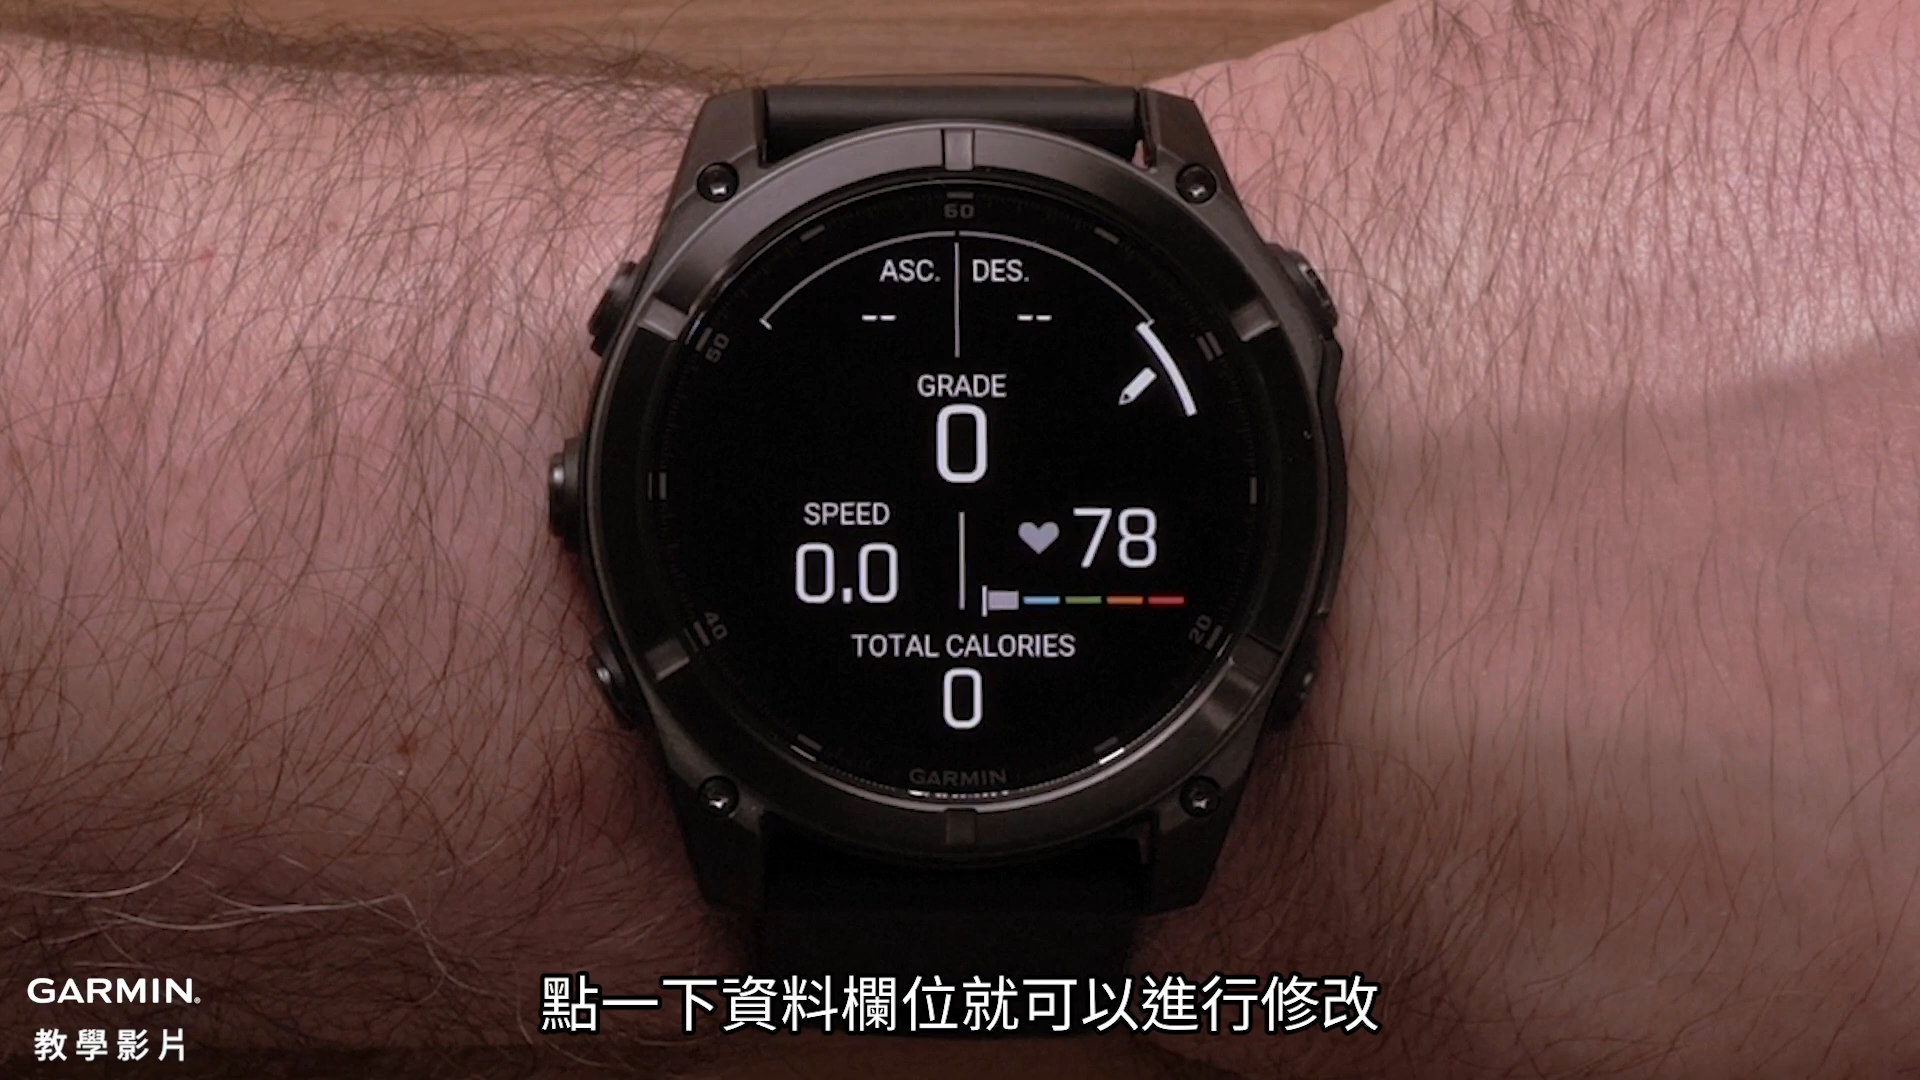 60
ASC. DES.
-- --
50
GRADE
0
SPEED
78
0.0
40
20
TOTAL CALORIES
0
GARMIN
點一下資料欄位就可以進行修改
GARMIN®
教學影片